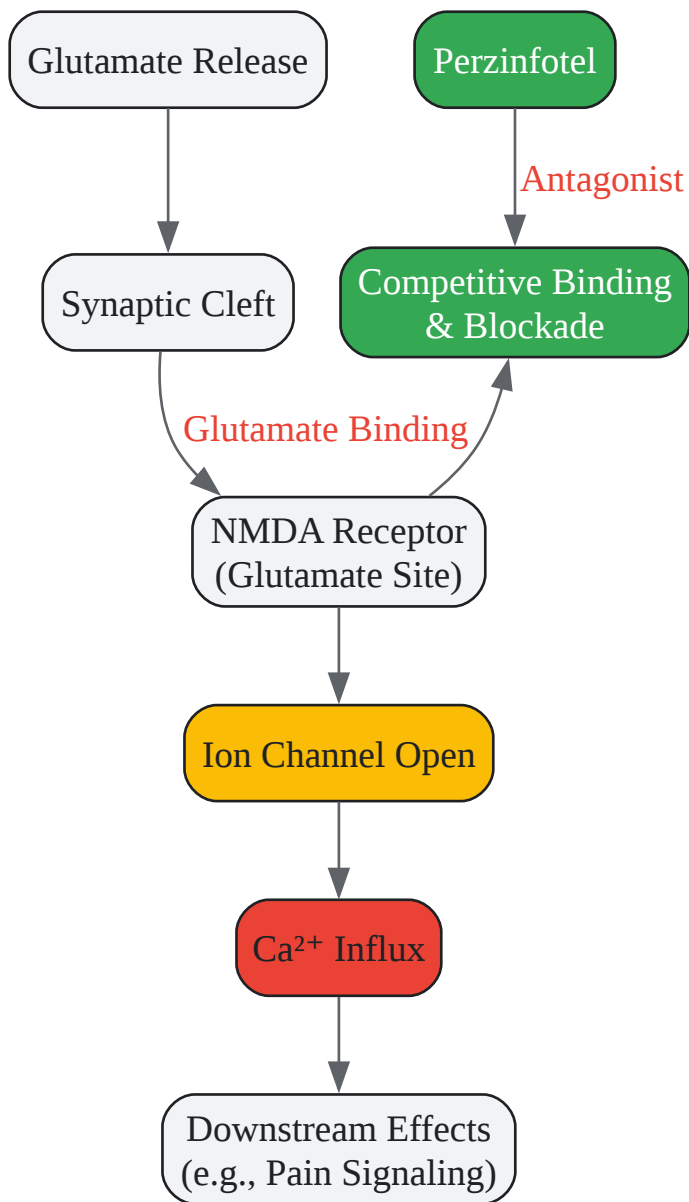 Glutamate Release
Perzinfotel
Antagonist
Synaptic Cleft
Competitive Binding
& Blockade
Glutamate Binding
NMDA Receptor
(Glutamate Site)
Ion Channel Open
Ca²⁺ Influx
Downstream Effects
(e.g., Pain Signaling)